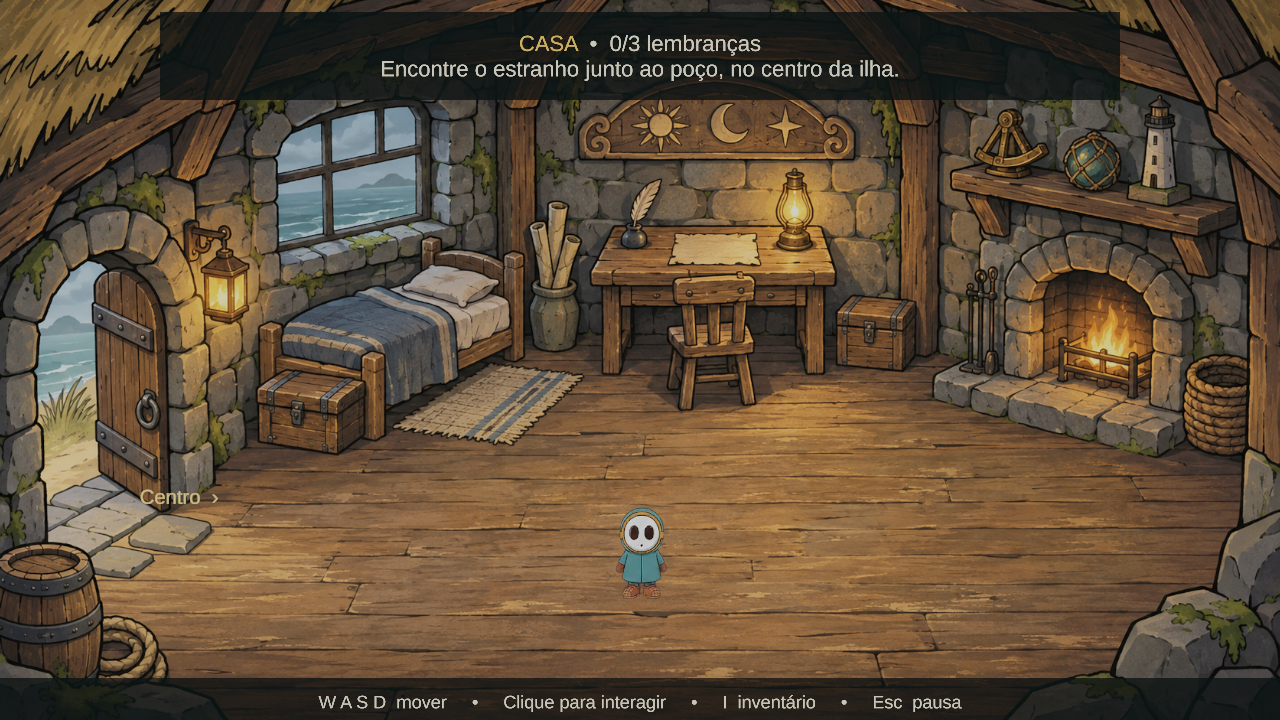 CASA • 0/3 lembranças
Encontre o estranho junto ao poço, no centro da ilha.
Centro ›
W A S D mover • Clique para interagir • I inventário • Esc pausa